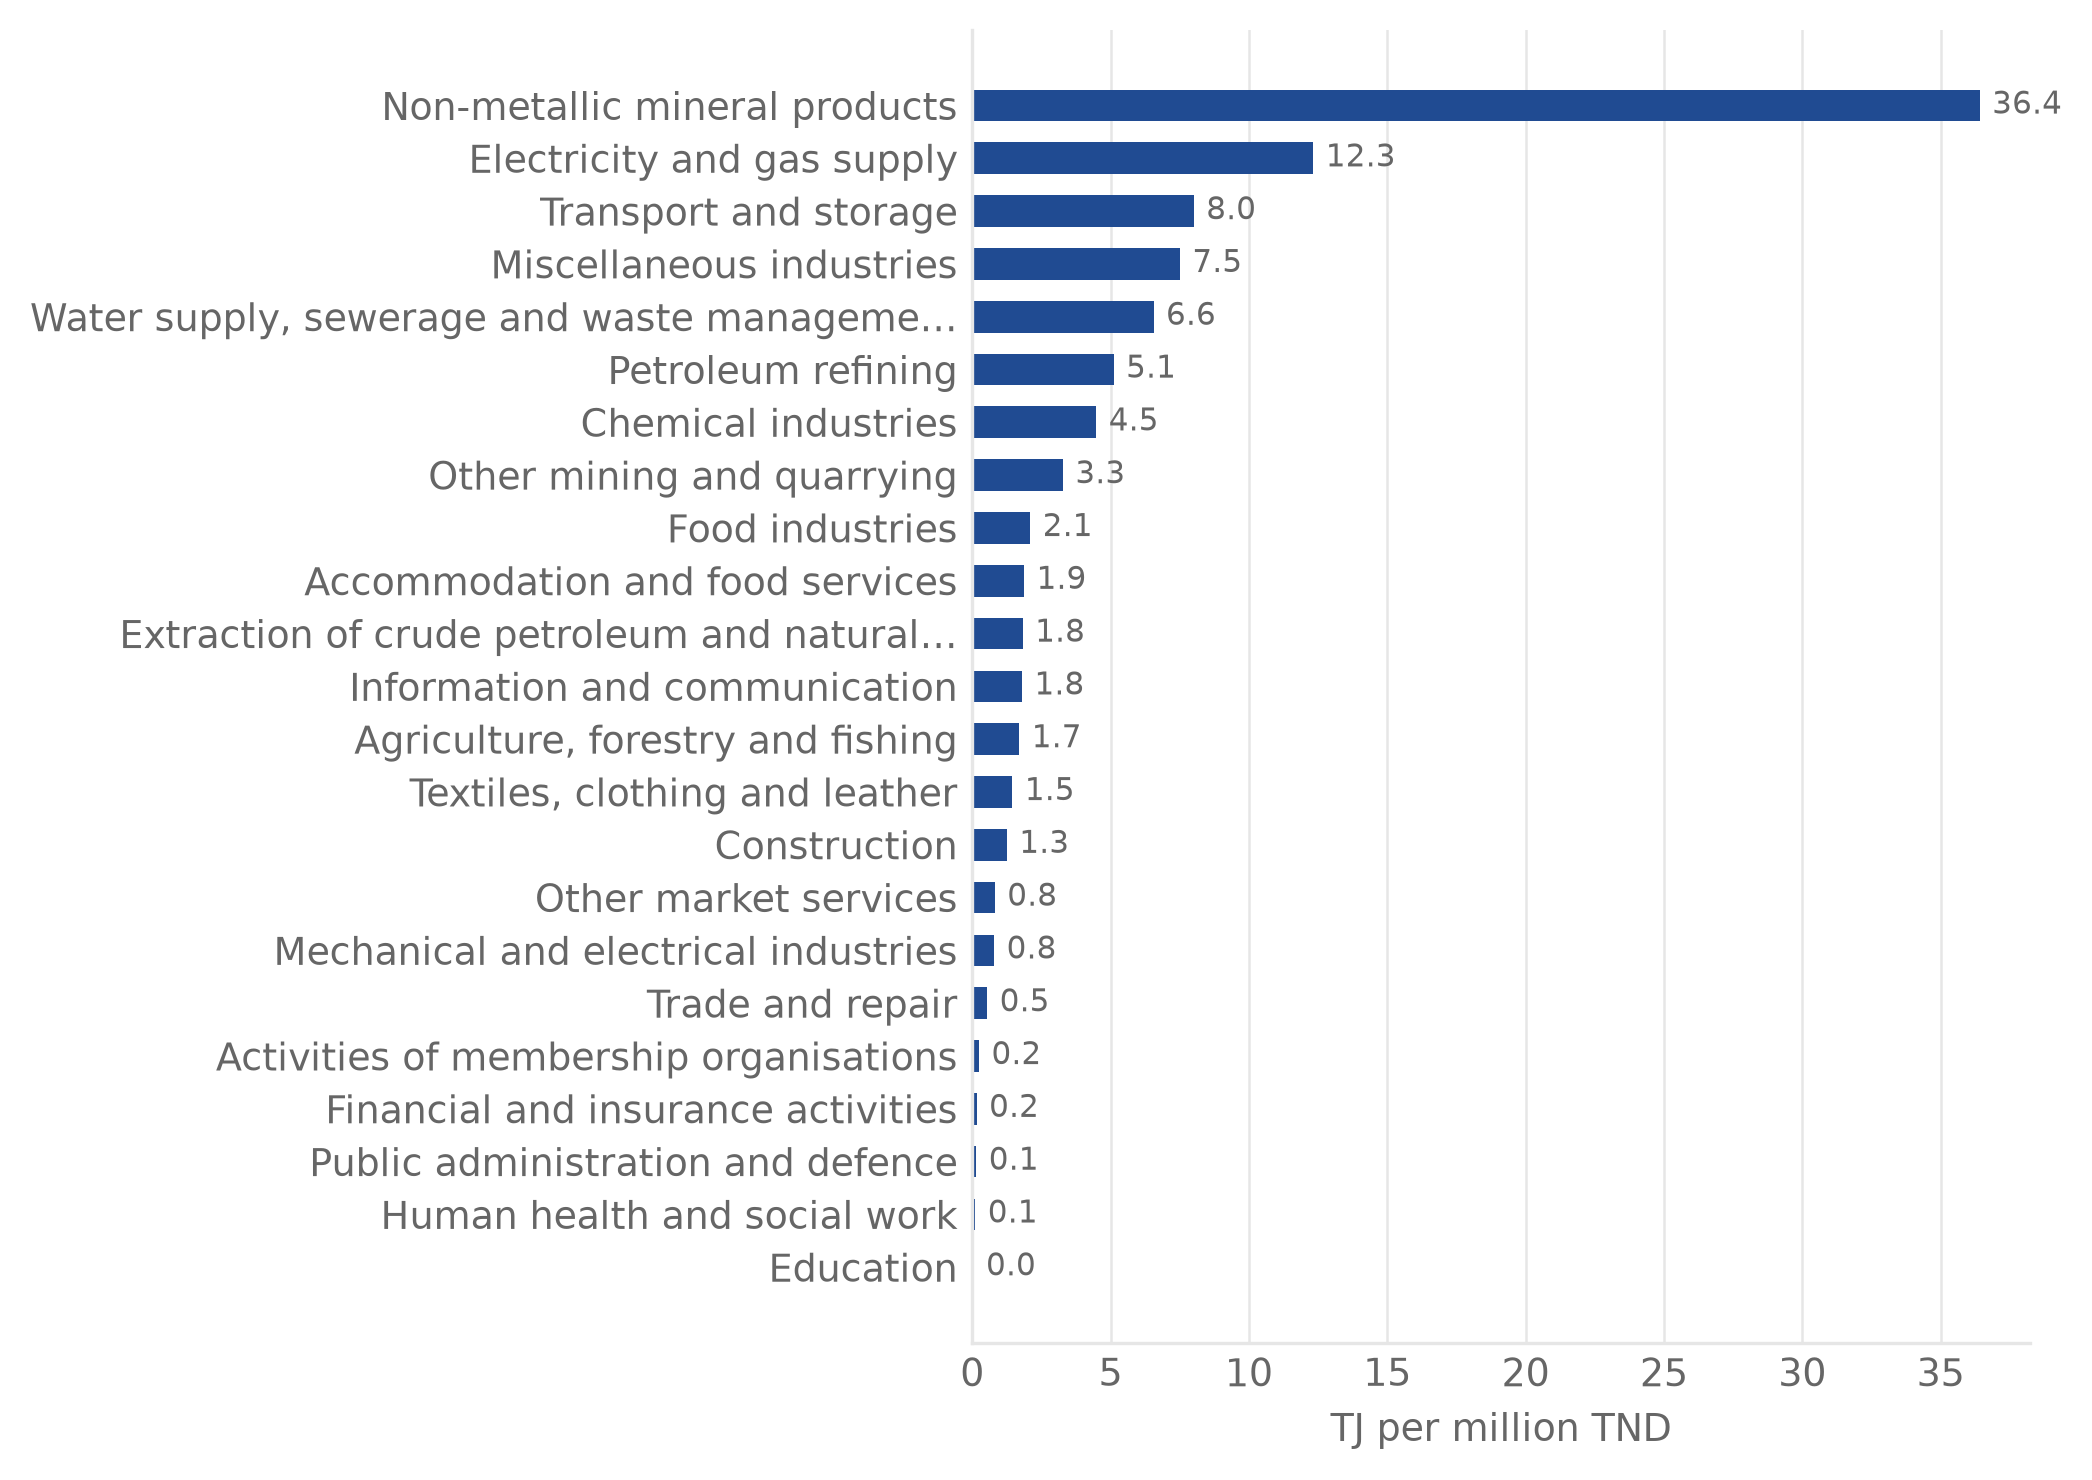 Non-metallic mineral products 36.4
Electricity and gas supply 12.3
Transport and storage 8.0
Miscellaneous industries 7.5
Water supply, sewerage and waste manageme... 6.6
Petroleum refining 5.1
Chemical industries 4.5
Other mining and quarrying 3.3
Food industries 2.1
Accommodation and food services 1.9
Extraction of crude petroleum and natural... 1.8
Information and communication 1.8
Agriculture, forestry and fishing 1.7
Textiles, clothing and leather 1.5
Construction 1.3
Other market services 0.8
Mechanical and electrical industries 0.8
Trade and repair 0.5
Activities of membership organisations 0.2
Financial and insurance activities 0.2
Public administration and defence 0.1
Human health and social work 0.1
Education 0.0
0 5 10 15 20 25 30 35
TJ per million TND